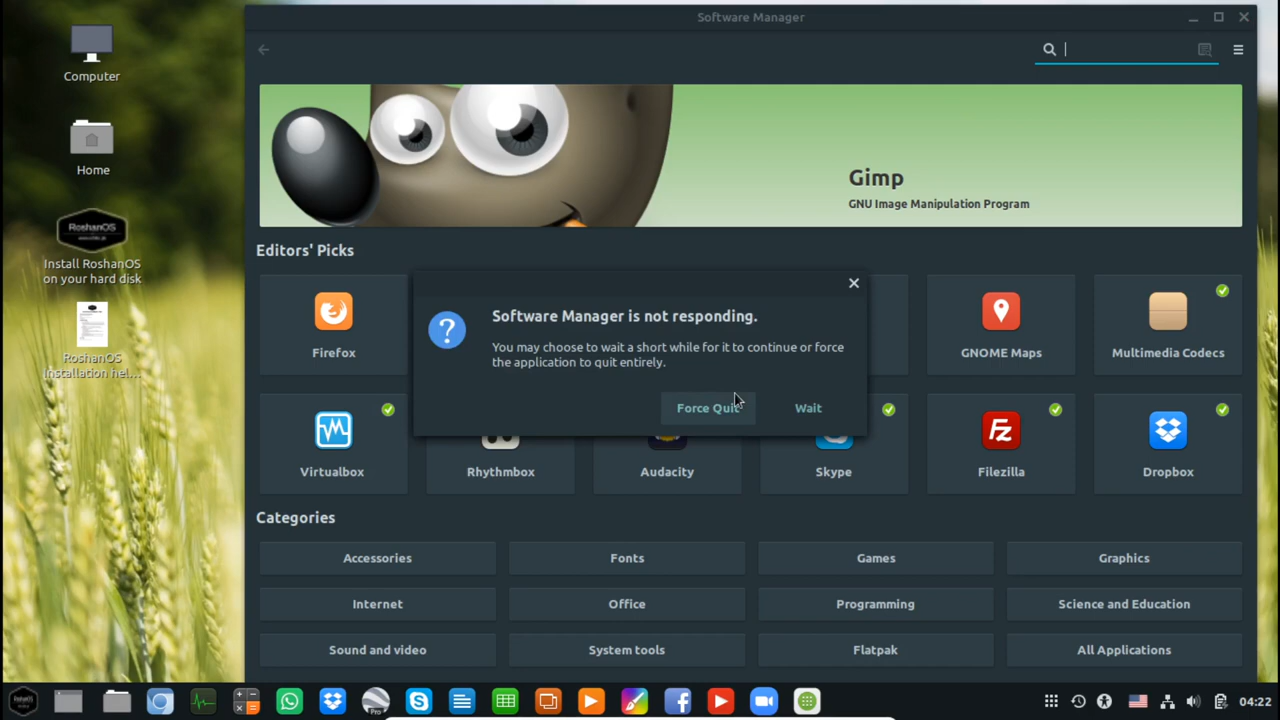 Software Manager
Computer
Home
RoshanOS
Install RoshanOS
on your hard disk
RoshanOS
Installation hel...
Gimp
GNU Image Manipulation Program
Editors' Picks
Firefox
GNOME Maps
Multimedia Codecs
Software Manager is not responding.
You may choose to wait a short while for it to continue or force
the application to quit entirely.
Force Quit
Wait
Virtualbox
Rhythmbox
Audacity
Skype
Filezilla
Dropbox
Categories
Accessories
Fonts
Games
Graphics
Internet
Office
Programming
Science and Education
Sound and video
System tools
Flatpak
All Applications
RoshanOS
Pro
04:22